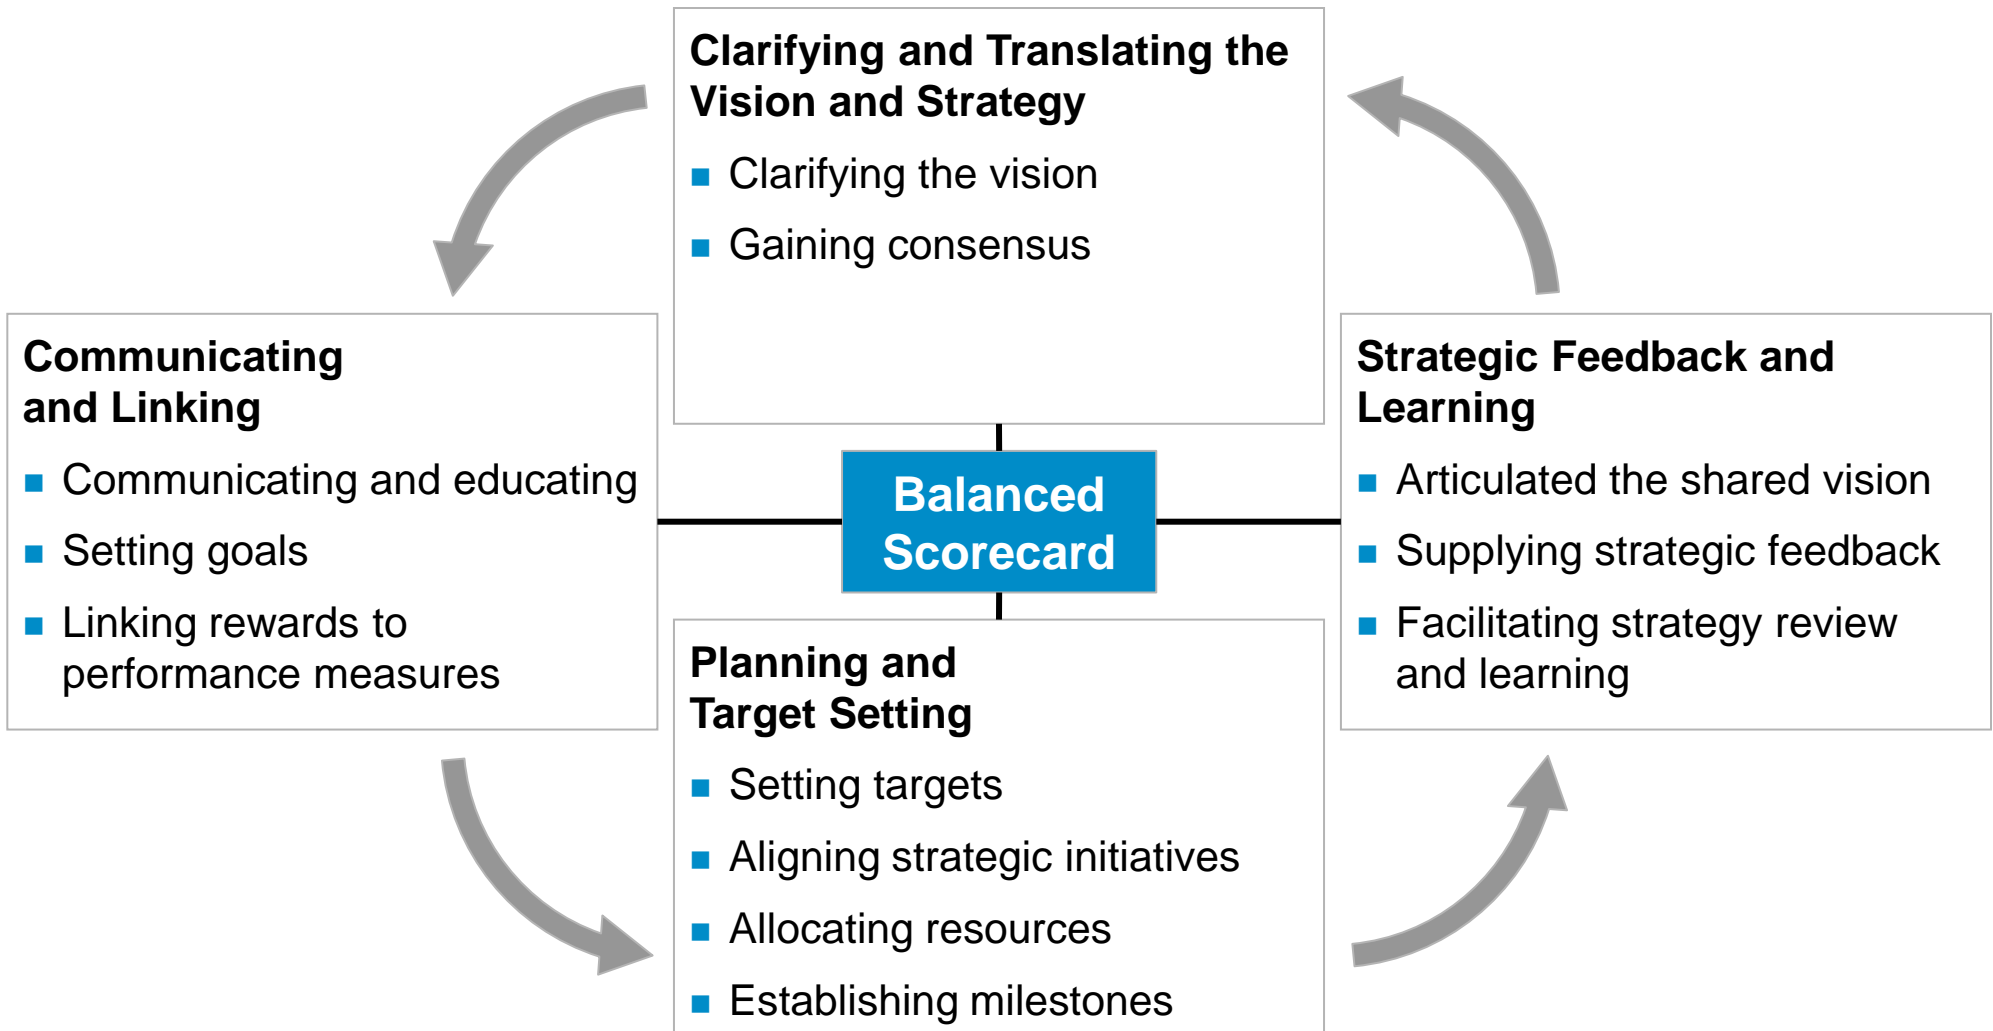 Clarifying and Translating the
Vision and Strategy
Clarifying the vision
Gaining consensus
Communicating
and Linking
Communicating and educating
Setting goals
Linking rewards to
performance measures
Balanced
Scorecard
Strategic Feedback and
Learning
Articulated the shared vision
Supplying strategic feedback
Facilitating strategy review
and learning
Planning and
Target Setting
Setting targets
Aligning strategic initiatives
Allocating resources
Establishing milestones